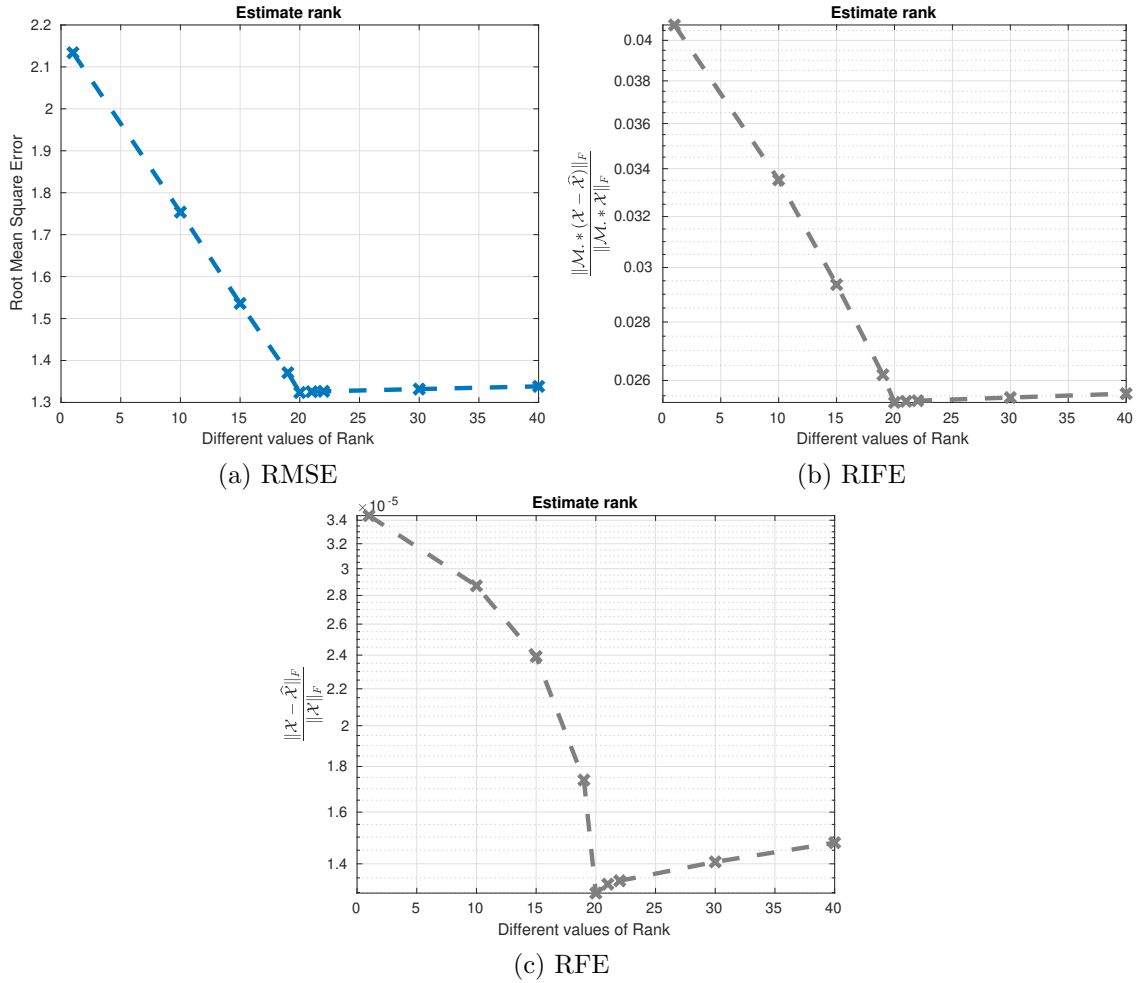 Estimate rank
2.2
2.1
2
1.9
1.8
1.7
1.6
1.5
1.4
1.3
0 5 10 15 20 25 30 35 40
Root Mean Square Error
Different values of Rank
(a) RMSE
Estimate rank
0.04
0.038
0.036
0.034
0.032
0.03
0.028
0.026
0 5 10 15 20 25 30 35 40
‖ℳ.∗(𝒳−𝒳̂)‖F
‖ℳ.∗𝒳‖F
Different values of Rank
(b) RIFE
Estimate rank
×10⁻⁵
3.4
3.2
3
2.8
2.6
2.4
2.2
2
1.8
1.6
1.4
0 5 10 15 20 25 30 35 40
‖𝒳−𝒳̂‖F
‖𝒳‖F
Different values of Rank
(c) RFE